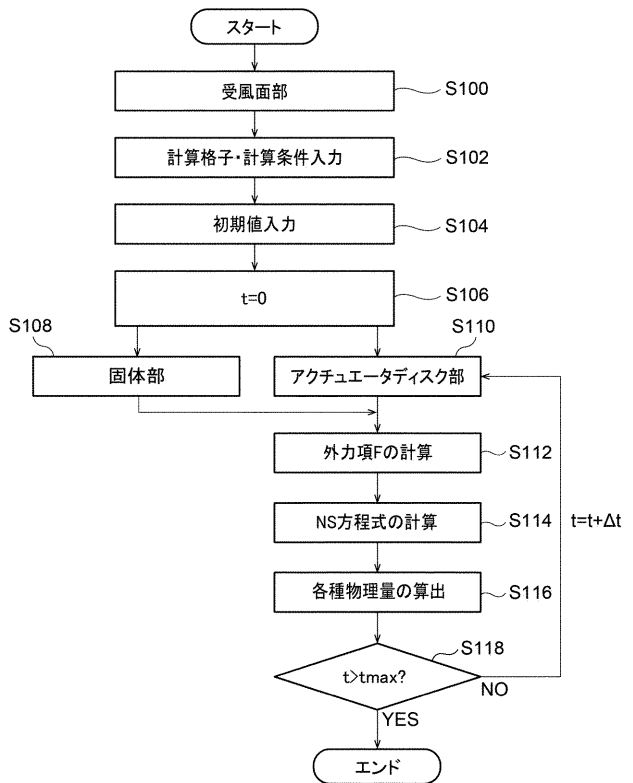 スタート
受風面部
S100
計算格子・計算条件入力
S102
初期値入力
S104
t=0
S106
S108
S110
固体部
アクチュエータディスク部
外力項Fの計算
S112
NS方程式の計算
S114
t=t+Δt
各種物理量の算出
S116
S118
t>tmax?
NO
YES
エンド